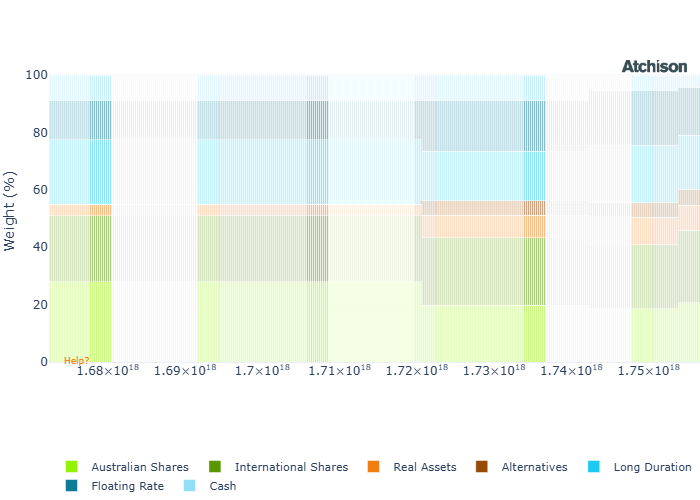 Atchison
100
80
60
40
20
0
Weight (%)
Help?
1.68×10¹⁸ 1.69×10¹⁸ 1.7×10¹⁸ 1.71×10¹⁸ 1.72×10¹⁸ 1.73×10¹⁸ 1.74×10¹⁸ 1.75×10¹⁸
Australian Shares International Shares Real Assets Alternatives Long Duration
Floating Rate Cash